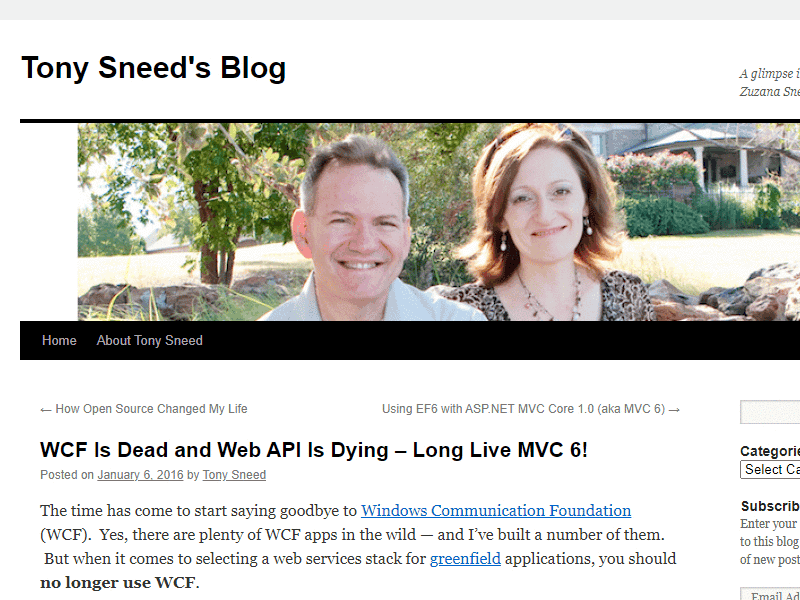 Tony Sneed's Blog
A glimpse i
Zuzana Sne
Home About Tony Sneed
← How Open Source Changed My Life Using EF6 with ASP.NET MVC Core 1.0 (aka MVC 6) →
WCF Is Dead and Web API Is Dying – Long Live MVC 6!
Posted on January 6, 2016 by Tony Sneed
The time has come to start saying goodbye to Windows Communication Foundation
(WCF).  Yes, there are plenty of WCF apps in the wild — and I’ve built a number of them.
But when it comes to selecting a web services stack for greenfield applications, you should
no longer use WCF.
Categorie
Select Ca
Subscrib
Enter your
to this blog
of new post
Email Ad